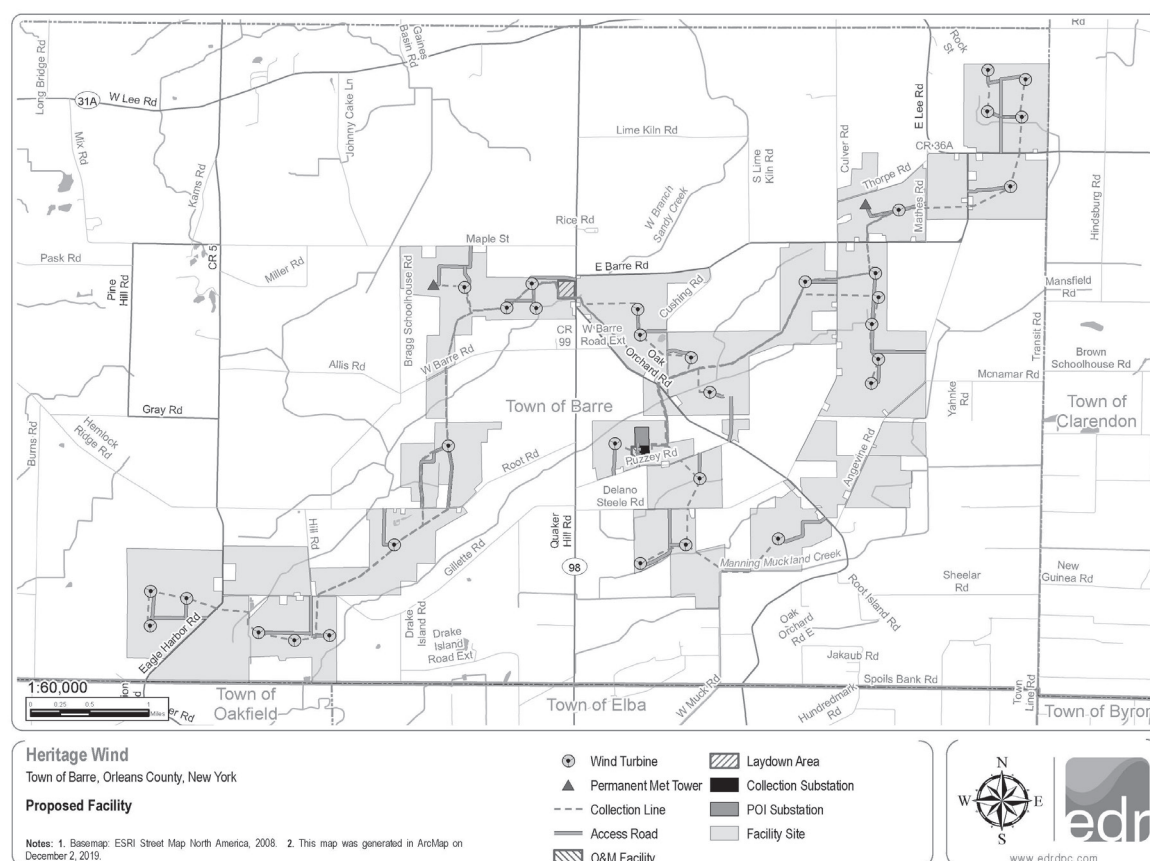 Rd
Rock
St
Gaines
Basin Rd
Long Bridge Rd
31A
W Lee Rd
Johnny Cake Ln
E Lee Rd
Mix Rd
Lime Kiln Rd
S Lime
Kiln Rd
Culver Rd
CR 36A
Thorpe Rd
Mathes Rd
Kams Rd
W Branch
Sandy Creek
Hindsburg Rd
Rice Rd
Maple St
Pask Rd
CR 5
Miller Rd
Bragg Schoolhouse Rd
E Barre Rd
Pine
Hill Rd
Cushing Rd
Mansfield
Rd
CR
99
W Barre
Road Ext
Transit Rd
W Barre Rd
Allis Rd
Oak
Orchard Rd
Brown
Schoolhouse Rd
Mcnamar Rd
Yahnke
Rd
Gray Rd
Town of Barre
Town of
Clarendon
Burns Rd
Hemlock
Ridge Rd
Root Rd
Puzzey Rd
Angevine Rd
Delano
Steele Rd
Hill Rd
Quaker
Hill Rd
Gillette Rd
98
Manning Muckland Creek
Sheelar
Rd
New
Guinea Rd
Root Island
Rd
Eagle Harbor Rd
Drake
Island Rd
Drake
Island
Road Ext
Oak
Orchard
Rd E
Jakaub Rd
Spoils Bank Rd
1:60,000
0 0.25 0.5 1
Miles
er Rd
Town of
Oakfield
Town of Elba
W Muck Rd
Hundredmark
Rd
Town
Line Rd
Town of Byron
Heritage Wind
Town of Barre, Orleans County, New York
Proposed Facility
Notes: 1. Basemap: ESRI Street Map North America, 2008. 2. This map was generated in ArcMap on
December 2, 2019.
Wind Turbine
Permanent Met Tower
Collection Line
Access Road
O&M Facility
Laydown Area
Collection Substation
POI Substation
Facility Site
N
W E
S
edr
www.edrdpc.com